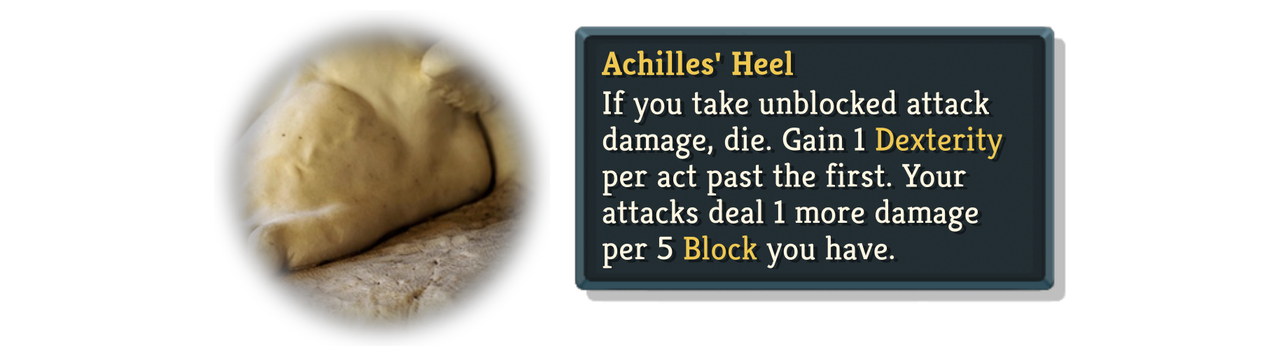 Achilles' Heel
If you take unblocked attack
damage, die. Gain 1 Dexterity
per act past the first. Your
attacks deal 1 more damage
per 5 Block you have.